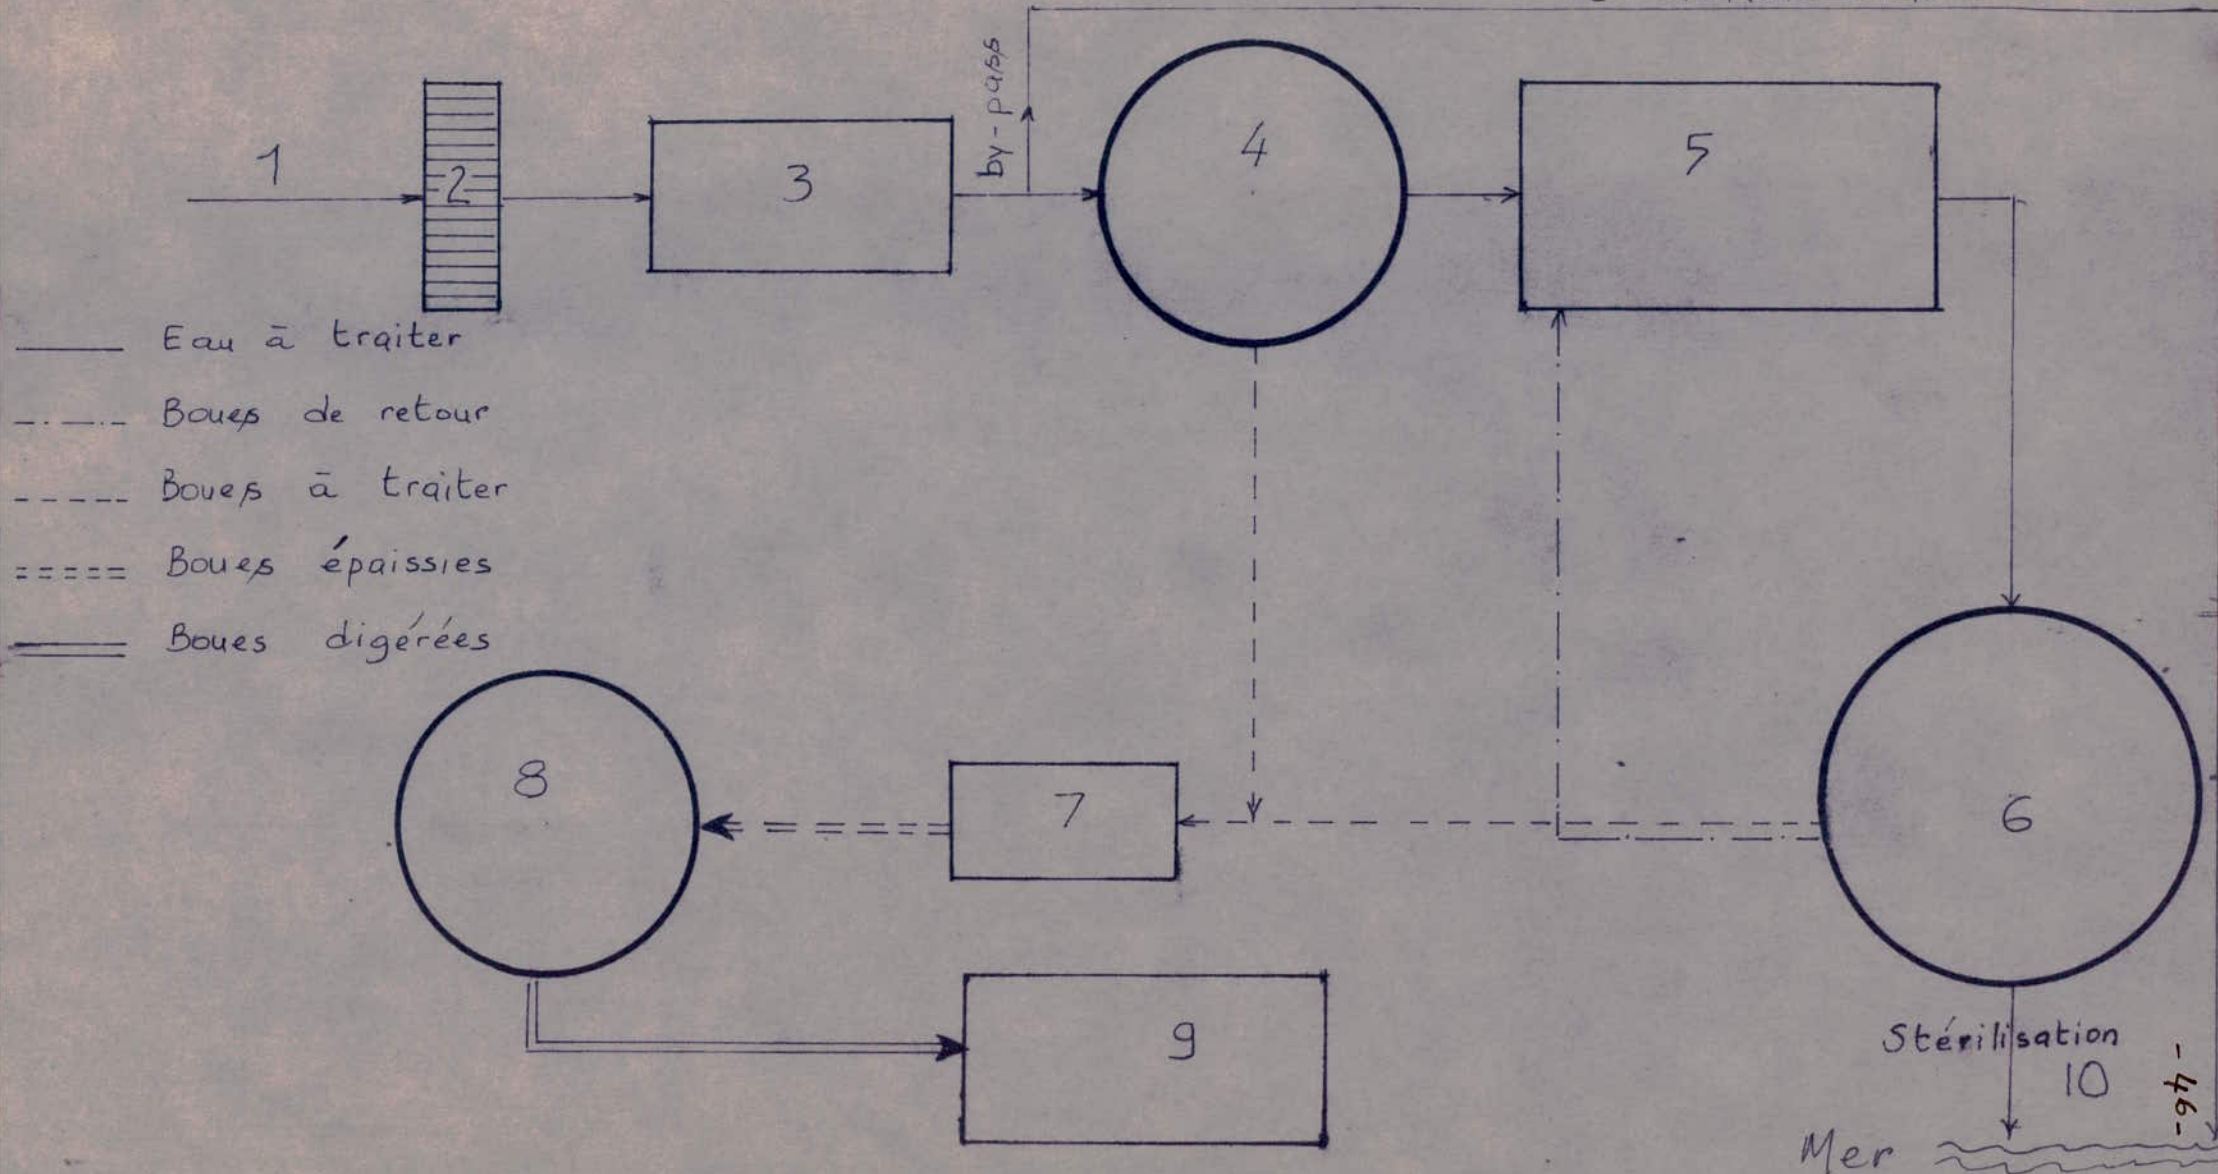 by-pass
1
2
3
4
5
Eau à traiter
Boues de retour
Boues à traiter
Boues épaissies
Boues digérées
8
7
6
9
Stérilisation
10
- 46 -
Mer